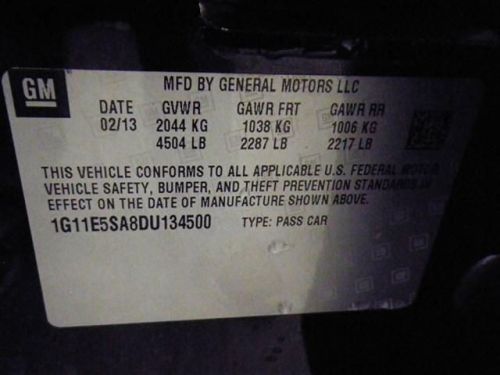 GM
MFD BY GENERAL MOTORS LLC
DATE GVWR GAWR FRT GAWR RR
02/13 2044 KG 1038 KG 1006 KG
4504 LB 2287 LB 2217 LB
THIS VEHICLE CONFORMS TO ALL APPLICABLE U.S. FEDERAL MOTOR
VEHICLE SAFETY, BUMPER, AND THEFT PREVENTION STANDARDS IN
EFFECT ON THE DATE OF MANUFACTURE SHOWN ABOVE.
1G11E5SA8DU134500 TYPE: PASS CAR